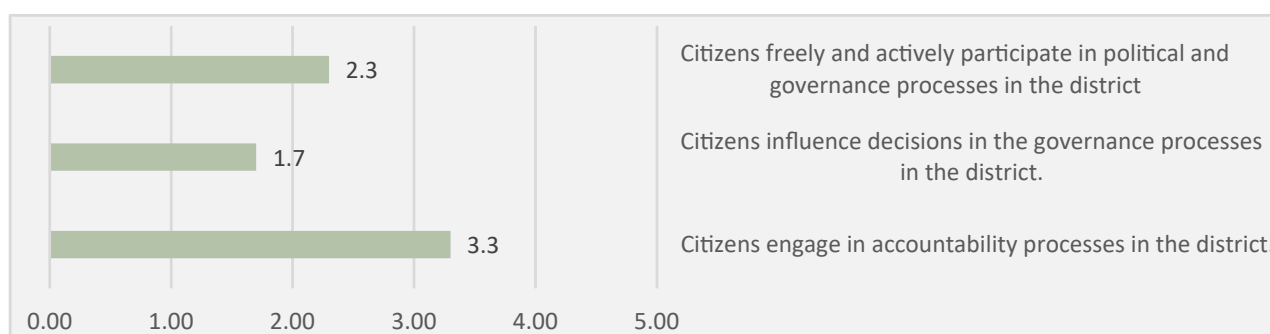 2.3
Citizens freely and actively participate in political and
governance processes in the district
1.7
Citizens influence decisions in the governance processes
in the district.
3.3
Citizens engage in accountability processes in the district.
0.00 1.00 2.00 3.00 4.00 5.00